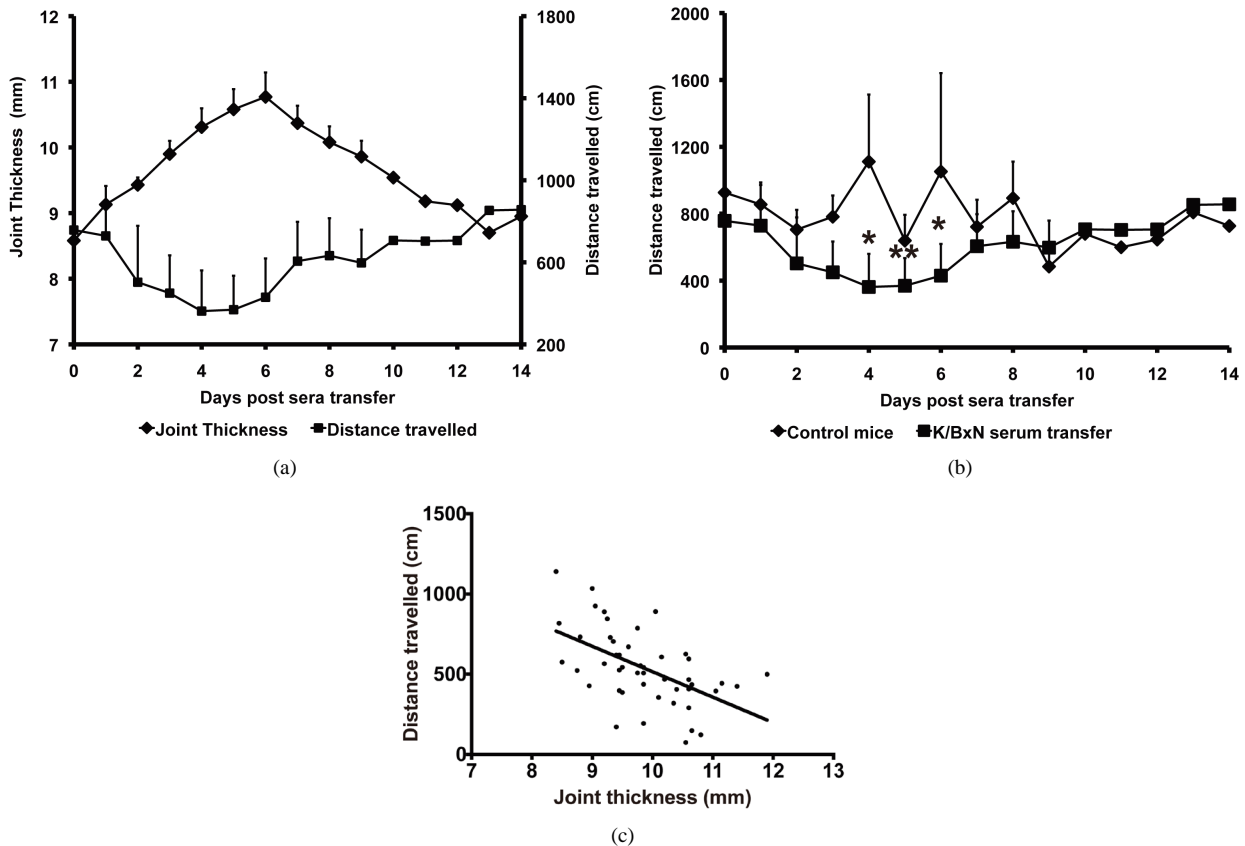 12
11
10
9
8
7
Joint Thickness (mm)
1800
1400
1000
600
200
Distance travelled (cm)
0 2 4 6 8 10 12 14
Days post sera transfer
Joint Thickness Distance travelled
(a)
2000
1600
1200
800
400
0
Distance travelled (cm)
* ** *
0 2 4 6 8 10 12 14
Days post sera transfer
Control mice K/BxN serum transfer
(b)
1500
1000
500
0
Distance travelled (cm)
7 8 9 10 11 12 13
Joint thickness (mm)
(c)